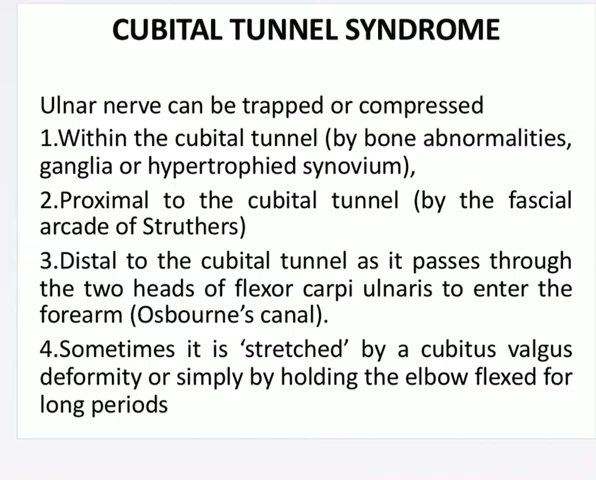 CUBITAL TUNNEL SYNDROME
Ulnar nerve can be trapped or compressed
1.Within the cubital tunnel (by bone abnormalities,
ganglia or hypertrophied synovium),
2.Proximal to the cubital tunnel (by the fascial
arcade of Struthers)
3.Distal to the cubital tunnel as it passes through
the two heads of flexor carpi ulnaris to enter the
forearm (Osbourne’s canal).
4.Sometimes it is ‘stretched’ by a cubitus valgus
deformity or simply by holding the elbow flexed for
long periods